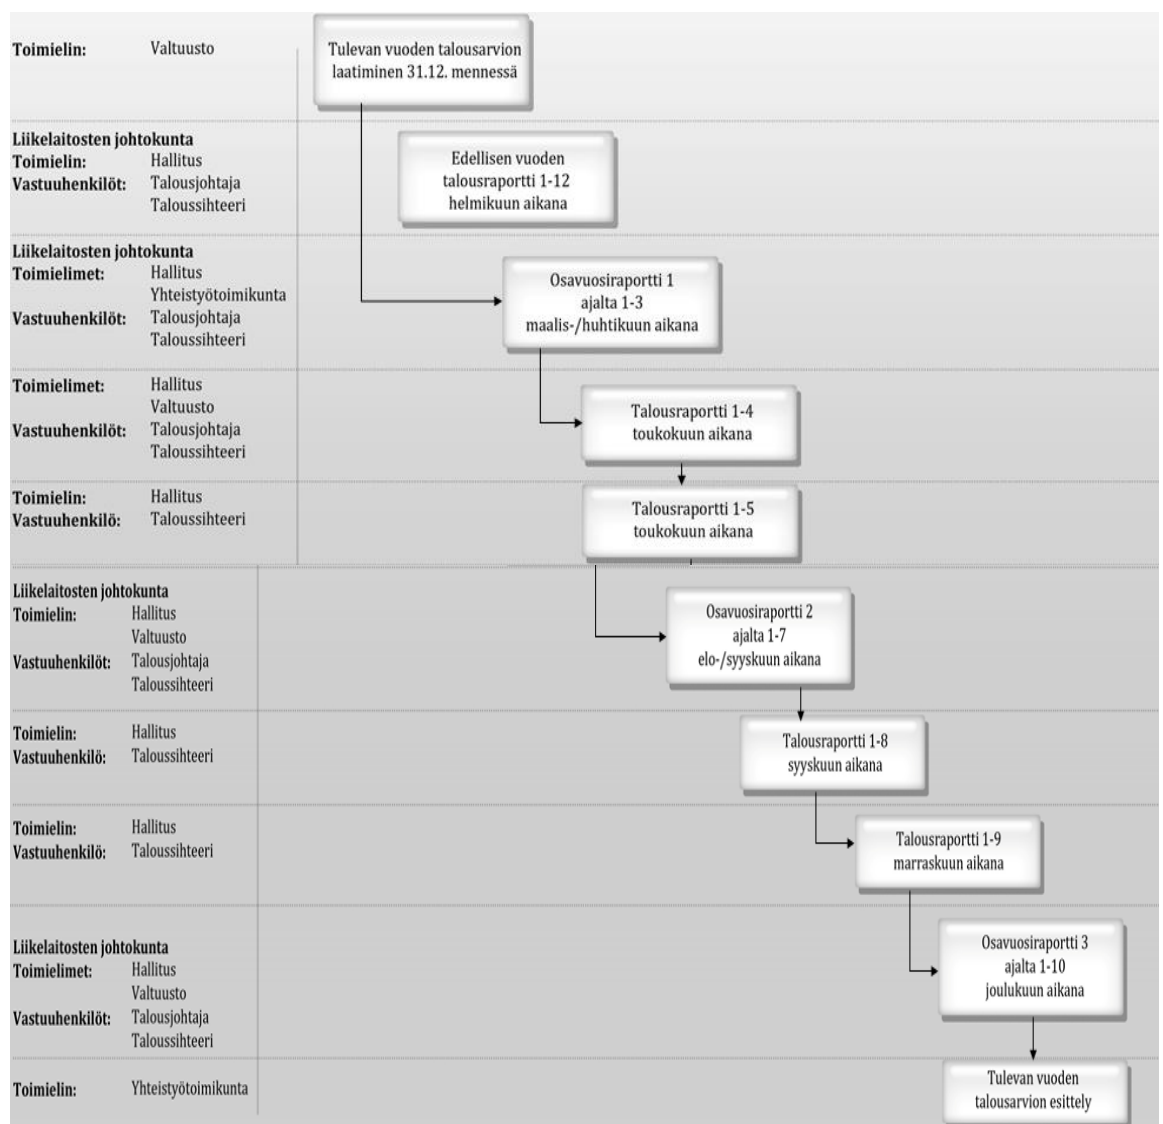 Toimielin: Valtuusto
Tulevan vuoden talousarvion
laatiminen 31.12. mennessä
Liikelaitosten johtokunta
Toimielin: Hallitus
Vastuuhenkilöt: Talousjohtaja
Taloussihteeri
Edellisen vuoden
talousraportti 1-12
helmikuun aikana
Liikelaitosten johtokunta
Toimielimet: Hallitus
Yhteistyötoimikunta
Vastuuhenkilöt: Talousjohtaja
Taloussihteeri
Osavuosiraportti 1
ajalta 1-3
maalis-/huhtikuun aikana
Toimielimet: Hallitus
Valtuusto
Vastuuhenkilöt: Talousjohtaja
Taloussihteeri
Talousraportti 1-4
toukokuun aikana
Toimielin: Hallitus
Vastuuhenkilö: Taloussihteeri
Talousraportti 1-5
toukokuun aikana
Liikelaitosten johtokunta
Toimielin: Hallitus
Valtuusto
Vastuuhenkilöt: Talousjohtaja
Taloussihteeri
Osavuosiraportti 2
ajalta 1-7
elo-/syyskuun aikana
Toimielin: Hallitus
Vastuuhenkilö: Taloussihteeri
Talousraportti 1-8
syyskuun aikana
Toimielin: Hallitus
Vastuuhenkilö: Taloussihteeri
Talousraportti 1-9
marraskuun aikana
Liikelaitosten johtokunta
Toimielimet: Hallitus
Valtuusto
Vastuuhenkilöt: Talousjohtaja
Taloussihteeri
Osavuosiraportti 3
ajalta 1-10
joulukuun aikana
Toimielin: Yhteistyötoimikunta
Tulevan vuoden
talousarvion esittely